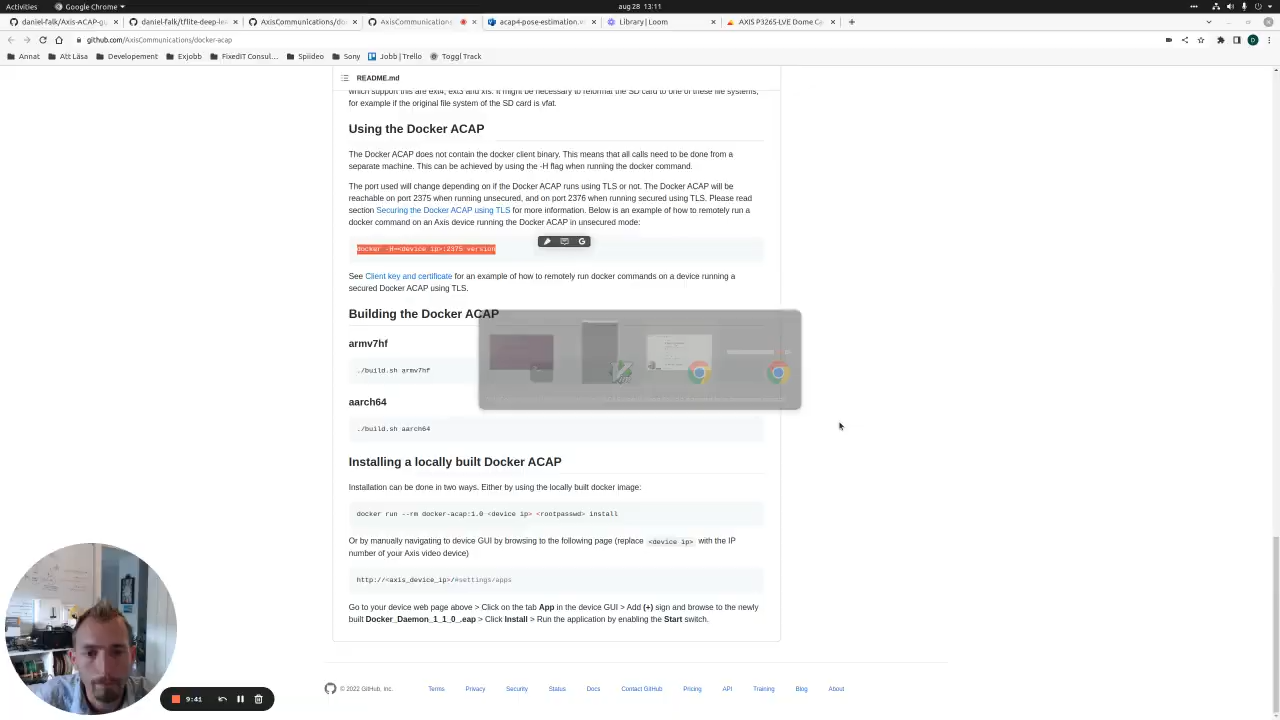 Activities Google Chrome aug 28 13:11
daniel-falk/Axis-ACAP-gu daniel-falk/tflite-deep-lea AxisCommunications/do AxisCommunications acap4-pose-estimation.v Library | Loom AXIS P3265-LVE Dome Ca
github.com/AxisCommunications/docker-acap
Annat Att Läsa Developement Exjobb FixedIT Consul... Spiideo Sony Jobb | Trello Toggl Track
README.md
which support this are ext4, ext3 and xfs. It might be necessary to reformat the SD card to one of these file systems,
for example if the original file system of the SD card is vfat.
Using the Docker ACAP
The Docker ACAP does not contain the docker client binary. This means that all calls need to be done from a
separate machine. This can be achieved by using the -H flag when running the docker command.
The port used will change depending on if the Docker ACAP runs using TLS or not. The Docker ACAP will be
reachable on port 2375 when running unsecured, and on port 2376 when running secured using TLS. Please read
section Securing the Docker ACAP using TLS for more information. Below is an example of how to remotely run a
docker command on an Axis device running the Docker ACAP in unsecured mode:
docker -H=<device ip>:2375 version
See Client key and certificate for an example of how to remotely run docker commands on a device running a
secured Docker ACAP using TLS.
Building the Docker ACAP
armv7hf
./build.sh armv7hf
aarch64
./build.sh aarch64
Installing a locally built Docker ACAP
Installation can be done in two ways. Either by using the locally built docker image:
docker run --rm docker-acap:1.0 <device ip> <rootpasswd> install
Or by manually navigating to device GUI by browsing to the following page (replace <device ip> with the IP
number of your Axis video device)
http://<axis_device_ip>/#settings/apps
Go to your device web page above > Click on the tab App in the device GUI > Add (+) sign and browse to the newly
built Docker_Daemon_1_1_0_.eap > Click Install > Run the application by enabling the Start switch.
© 2022 GitHub, Inc. Terms Privacy Security Status Docs Contact GitHub Pricing API Training Blog About
9:41